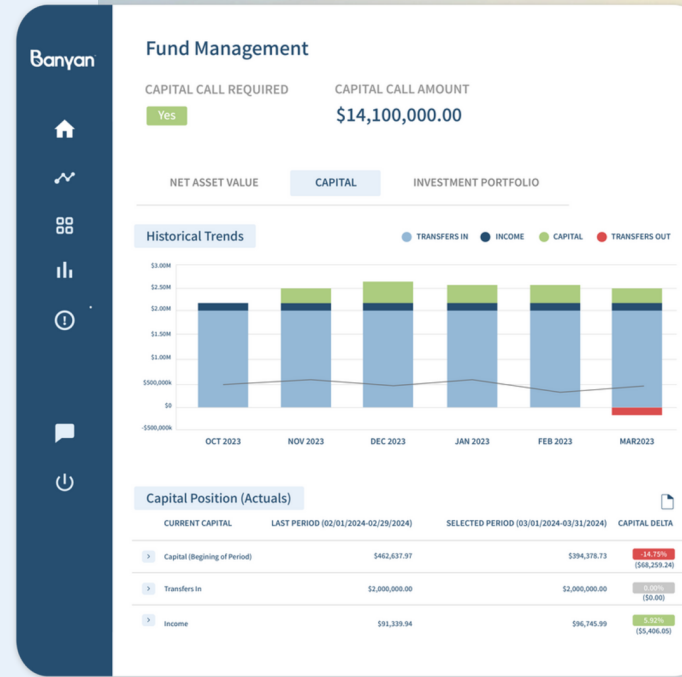 Banyan
Fund Management
CAPITAL CALL REQUIRED CAPITAL CALL AMOUNT
Yes $14,100,000.00
NET ASSET VALUE CAPITAL INVESTMENT PORTFOLIO
Historical Trends TRANSFERS IN INCOME CAPITAL TRANSFERS OUT
$3.00M
$2.50M
$2.00M
$1.50M
$1.00M
$500,000k
$0
-$500,000k
OCT 2023 NOV 2023 DEC 2023 JAN 2023 FEB 2023 MAR2023
Capital Position (Actuals)
CURRENT CAPITAL LAST PERIOD (02/01/2024-02/29/2024) SELECTED PERIOD (03/01/2024-03/31/2024) CAPITAL DELTA
Capital (Begining of Period) $462,637.97 $394,378.73 -14.75%
($68,259.24)
Transfers In $2,000,000.00 $2,000,000.00 0.00%
($0.00)
Income $91,339.94 $96,745.99 5.92%
($5,406.05)